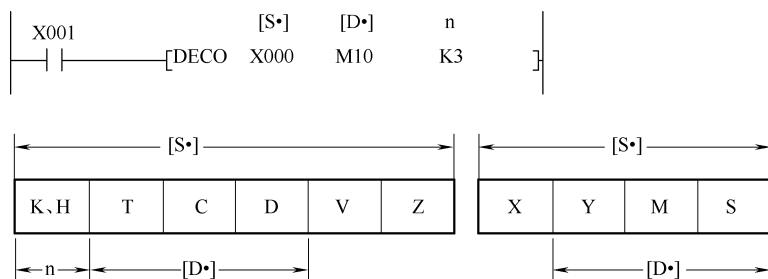 [S•] [D•] n
X001
[DECO X000 M10 K3 ]
[S•] [S•]
K、H T C D V Z X Y M S
n [D•] [D•]